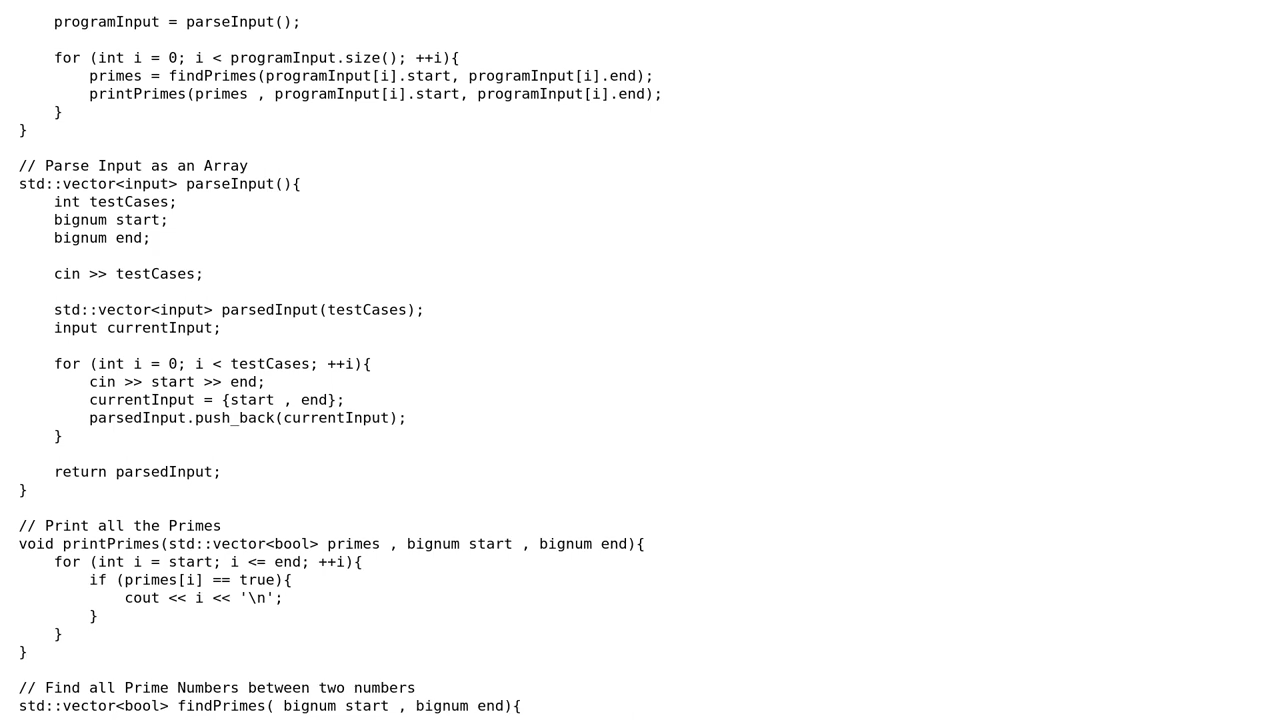 programInput = parseInput();
for (int i = 0; i < programInput.size(); ++i){
primes = findPrimes(programInput[i].start, programInput[i].end);
printPrimes(primes , programInput[i].start, programInput[i].end);
}
}
// Parse Input as an Array
std::vector<input> parseInput(){
int testCases;
bignum start;
bignum end;
cin >> testCases;
std::vector<input> parsedInput(testCases);
input currentInput;
for (int i = 0; i < testCases; ++i){
cin >> start >> end;
currentInput = {start , end};
parsedInput.push_back(currentInput);
}
return parsedInput;
}
// Print all the Primes
void printPrimes(std::vector<bool> primes , bignum start , bignum end){
for (int i = start; i <= end; ++i){
if (primes[i] == true){
cout << i << '\n';
}
}
}
// Find all Prime Numbers between two numbers
std::vector<bool> findPrimes( bignum start , bignum end){